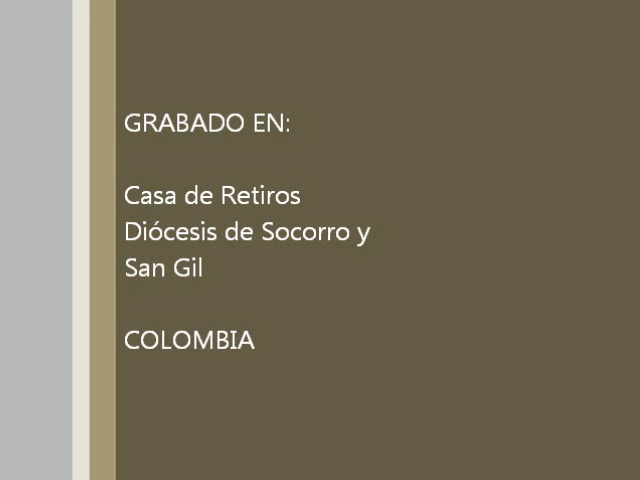 GRABADO EN:
Casa de Retiros
Diócesis de Socorro y
San Gil
COLOMBIA